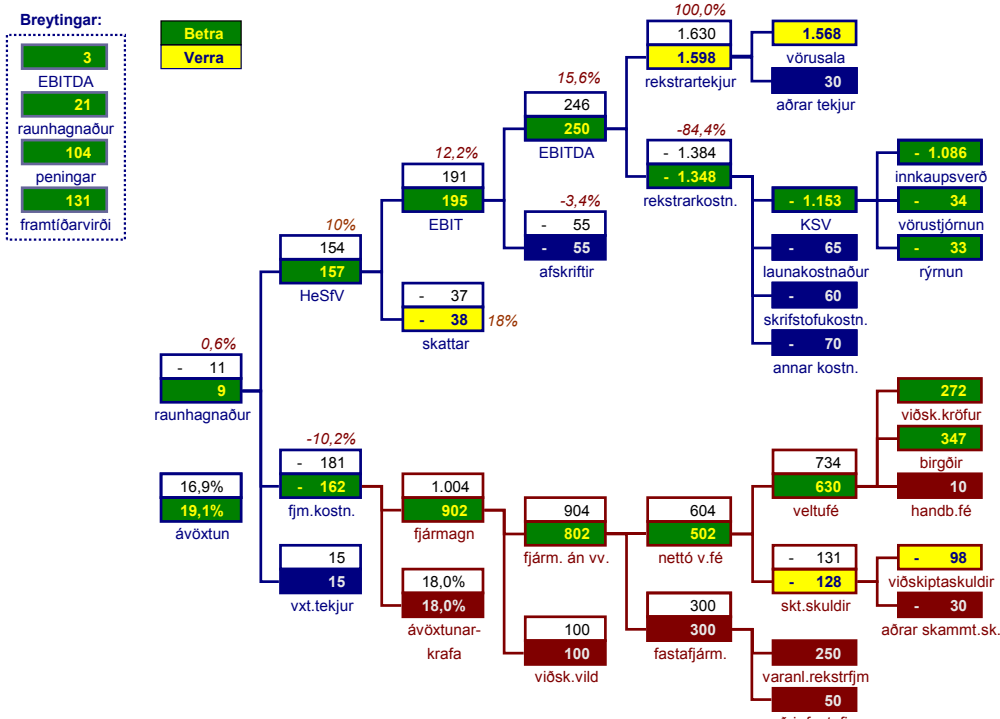 Breytingar:
3
EBITDA
21
raunhagnaður
104
peningar
131
framtíðarvirði
Betra
Verra
0,6%
- 11
9
raunhagnaður
16,9%
19,1%
ávöxtun
10%
154
157
HeSfV
-10,2%
- 181
- 162
fjm.kostn.
15
15
vxt.tekjur
12,2%
191
195
EBIT
- 37
- 38
18%
skattar
1.004
902
fjármagn
18,0%
18,0%
ávöxtunar-
krafa
15,6%
246
250
EBITDA
-3,4%
- 55
- 55
afskriftir
904
802
fjárm. án vv.
100
100
viðsk.vild
100,0%
1.630
1.598
rekstrartekjur
-84,4%
- 1.384
- 1.348
rekstrarkostn.
604
502
nettó v.fé
300
300
fastafjárm.
1.568
vörusala
30
aðrar tekjur
- 1.153
KSV
- 65
launakostnaður
- 60
skrifstofukostn.
- 70
annar kostn.
- 1.086
innkaupsverð
- 34
vörustjórnun
- 33
rýrnun
734
630
veltufé
- 131
- 128
skt.skuldir
272
viðsk.kröfur
347
birgðir
10
handb.fé
- 98
viðskiptaskuldir
- 30
aðrar skammt.sk.
250
varanl.rekstrfjm
50